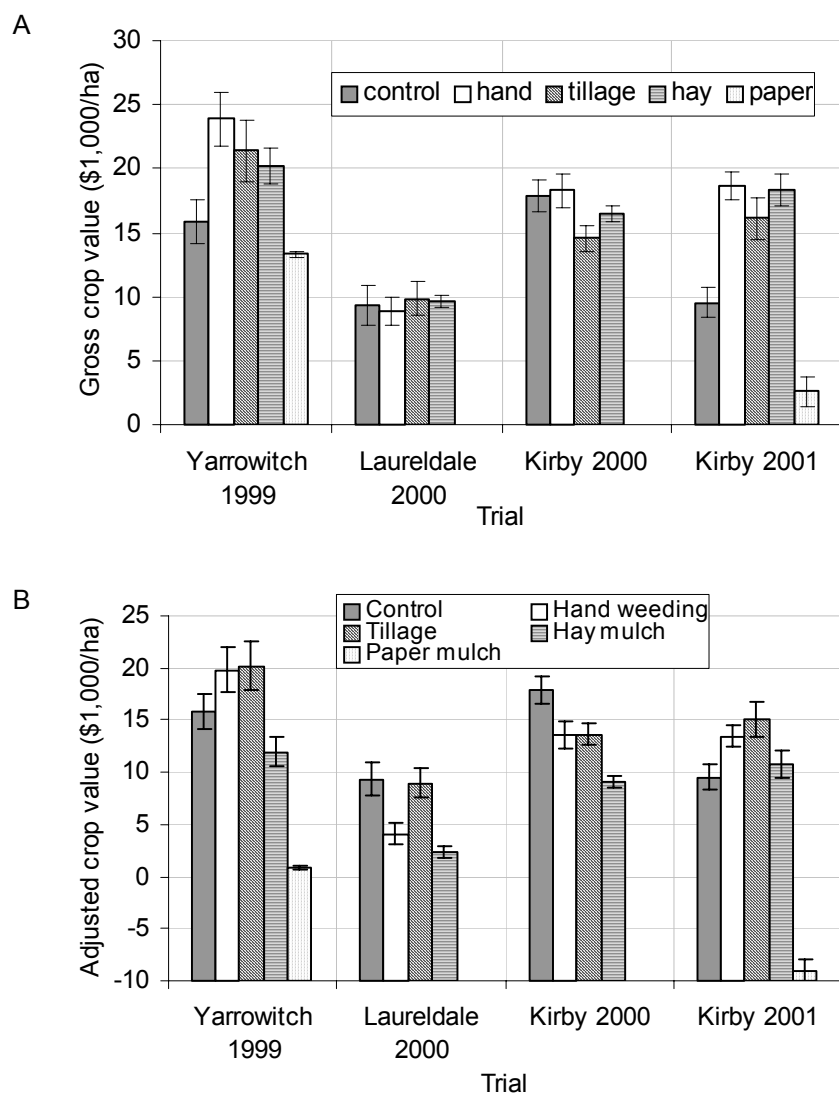 A
Gross crop value ($1,000/ha)
30
25
20
15
10
5
0
control hand tillage hay paper
Yarrowitch 1999
Laureldale 2000
Kirby 2000
Kirby 2001
Trial
B
Adjusted crop value ($1,000/ha)
25
20
15
10
5
0
-5
-10
Control Hand weeding
Tillage Hay mulch
Paper mulch
Yarrowitch 1999
Laureldale 2000
Kirby 2000
Kirby 2001
Trial